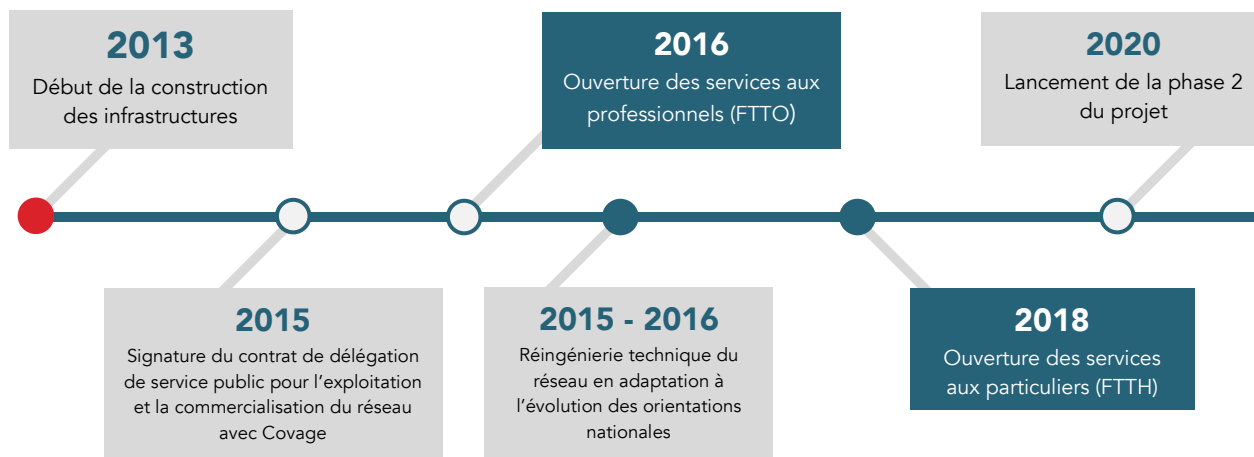 2013
Début de la construction
des infrastructures
2016
Ouverture des services aux
professionnels (FTTO)
2020
Lancement de la phase 2
du projet
2015
Signature du contrat de délégation
de service public pour l’exploitation
et la commercialisation du réseau
avec Covage
2015 - 2016
Réingénierie technique du
réseau en adaptation à
l’évolution des orientations
nationales
2018
Ouverture des services
aux particuliers (FTTH)